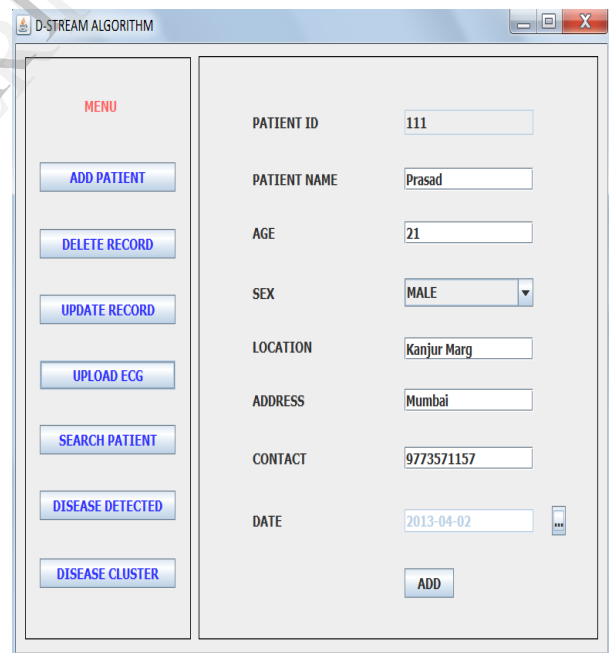 D-STREAM ALGORITHM
MENU
ADD PATIENT
DELETE RECORD
UPDATE RECORD
UPLOAD ECG
SEARCH PATIENT
DISEASE DETECTED
DISEASE CLUSTER
PATIENT ID 111
PATIENT NAME Prasad
AGE 21
SEX MALE
LOCATION Kanjur Marg
ADDRESS Mumbai
CONTACT 9773571157
DATE 2013-04-02 ...
ADD